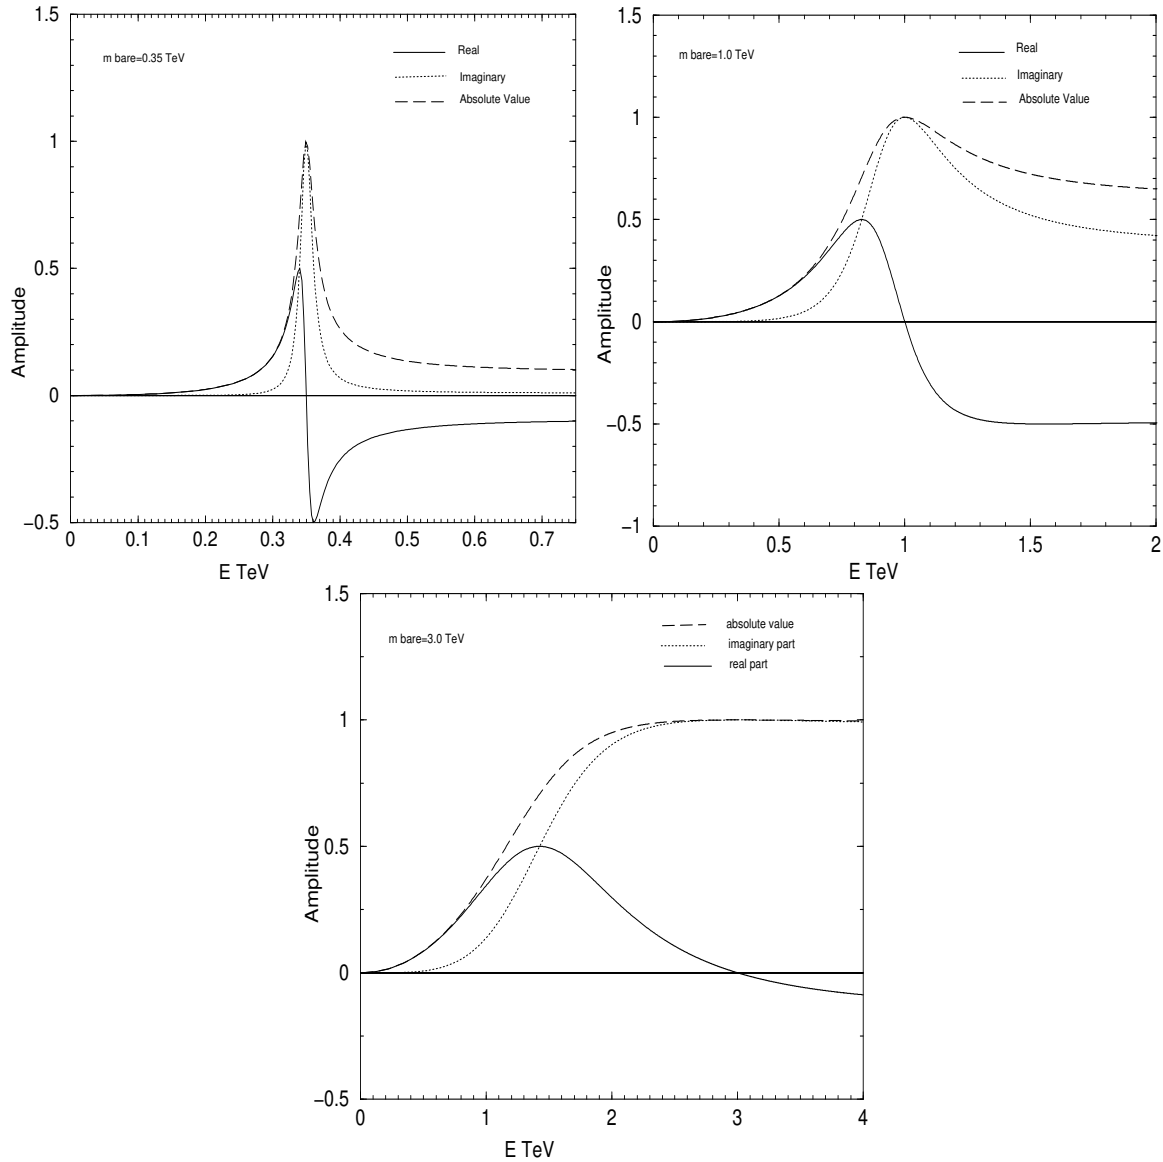 1.5
1
0.5
0
−0.5
Amplitude
m bare=0.35 TeV
Real
Imaginary
Absolute Value
0 0.1 0.2 0.3 0.4 0.5 0.6 0.7
E TeV
1.5
1
0.5
0
−0.5
−1
Amplitude
m bare=1.0 TeV
Real
Imaginary
Absolute Value
0 0.5 1 1.5 2
E TeV
1.5
1
0.5
0
−0.5
Amplitude
m bare=3.0 TeV
absolute value
imaginary part
real part
0 1 2 3 4
E TeV